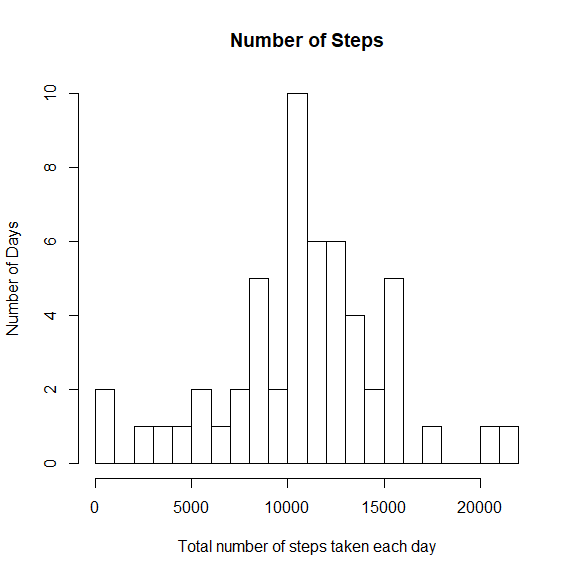 Number of Steps
Number of Days
10
8
6
4
2
0
0 5000 10000 15000 20000
Total number of steps taken each day